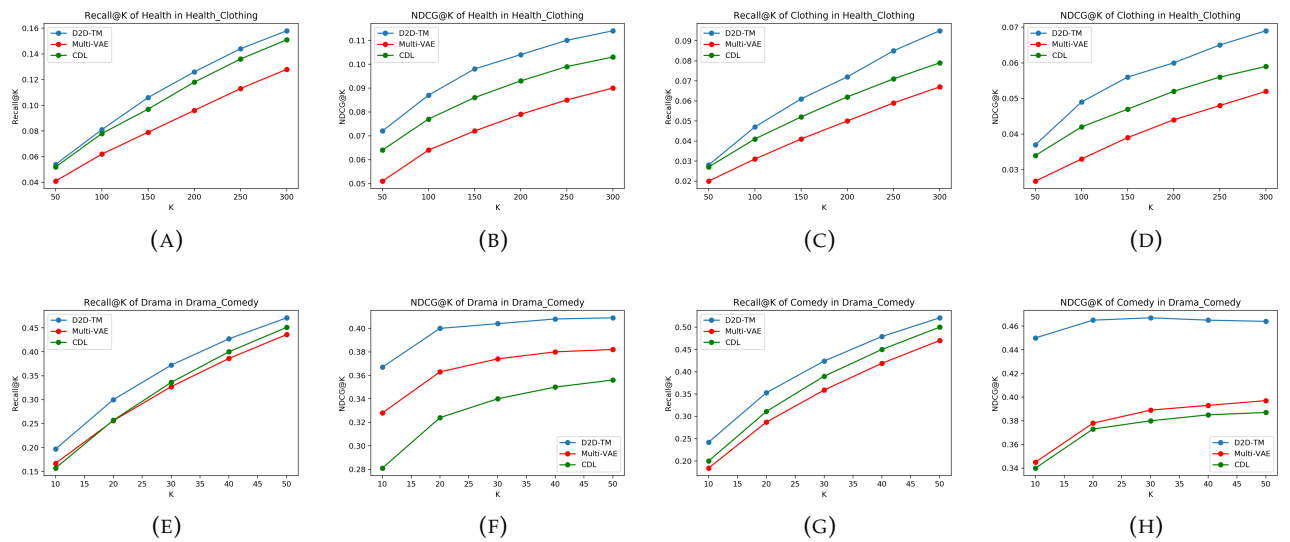 Recall@K of Health in Health_Clothing
D2D-TM
Multi-VAE
CDL
Recall@K
0.16
0.14
0.12
0.10
0.08
0.06
0.04
50 100 150 200 250 300
K
(A)
NDCG@K of Health in Health_Clothing
D2D-TM
Multi-VAE
CDL
NDCG@K
0.11
0.10
0.09
0.08
0.07
0.06
0.05
50 100 150 200 250 300
K
(B)
Recall@K of Clothing in Health_Clothing
D2D-TM
Multi-VAE
CDL
Recall@K
0.09
0.08
0.07
0.06
0.05
0.04
0.03
0.02
50 100 150 200 250 300
K
(C)
NDCG@K of Clothing in Health_Clothing
D2D-TM
Multi-VAE
CDL
NDCG@K
0.07
0.06
0.05
0.04
0.03
50 100 150 200 250 300
K
(D)
Recall@K of Drama in Drama_Comedy
D2D-TM
Multi-VAE
CDL
Recall@K
0.45
0.40
0.35
0.30
0.25
0.20
0.15
10 15 20 25 30 35 40 45 50
K
(E)
NDCG@K of Drama in Drama_Comedy
NDCG@K
0.40
0.38
0.36
0.34
0.32
0.30
0.28
D2D-TM
Multi-VAE
CDL
10 15 20 25 30 35 40 45 50
K
(F)
Recall@K of Comedy in Drama_Comedy
D2D-TM
Multi-VAE
CDL
Recall@K
0.50
0.45
0.40
0.35
0.30
0.25
0.20
10 15 20 25 30 35 40 45 50
K
(G)
NDCG@K of Comedy in Drama_Comedy
NDCG@K
0.46
0.44
0.42
0.40
0.38
0.36
0.34
D2D-TM
Multi-VAE
CDL
10 15 20 25 30 35 40 45 50
K
(H)